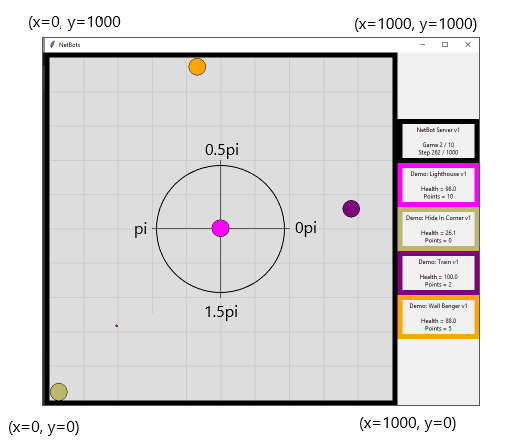 (x=0, y=1000
(x=1000, y=1000)
NetBots
NetBot Server v1
Game 2 / 10
Step 262 / 1000
0.5pi
Demo: Lighthouse v1
Health = 98.0
Points = 10
pi
0pi
Demo: Hide In Corner v1
Health = 26.1
Points = 0
Demo: Train v1
Health = 100.0
Points = 2
1.5pi
Demo: Wall Banger v1
Health = 88.0
Points = 5
(x=0, y=0)
(x=1000, y=0)